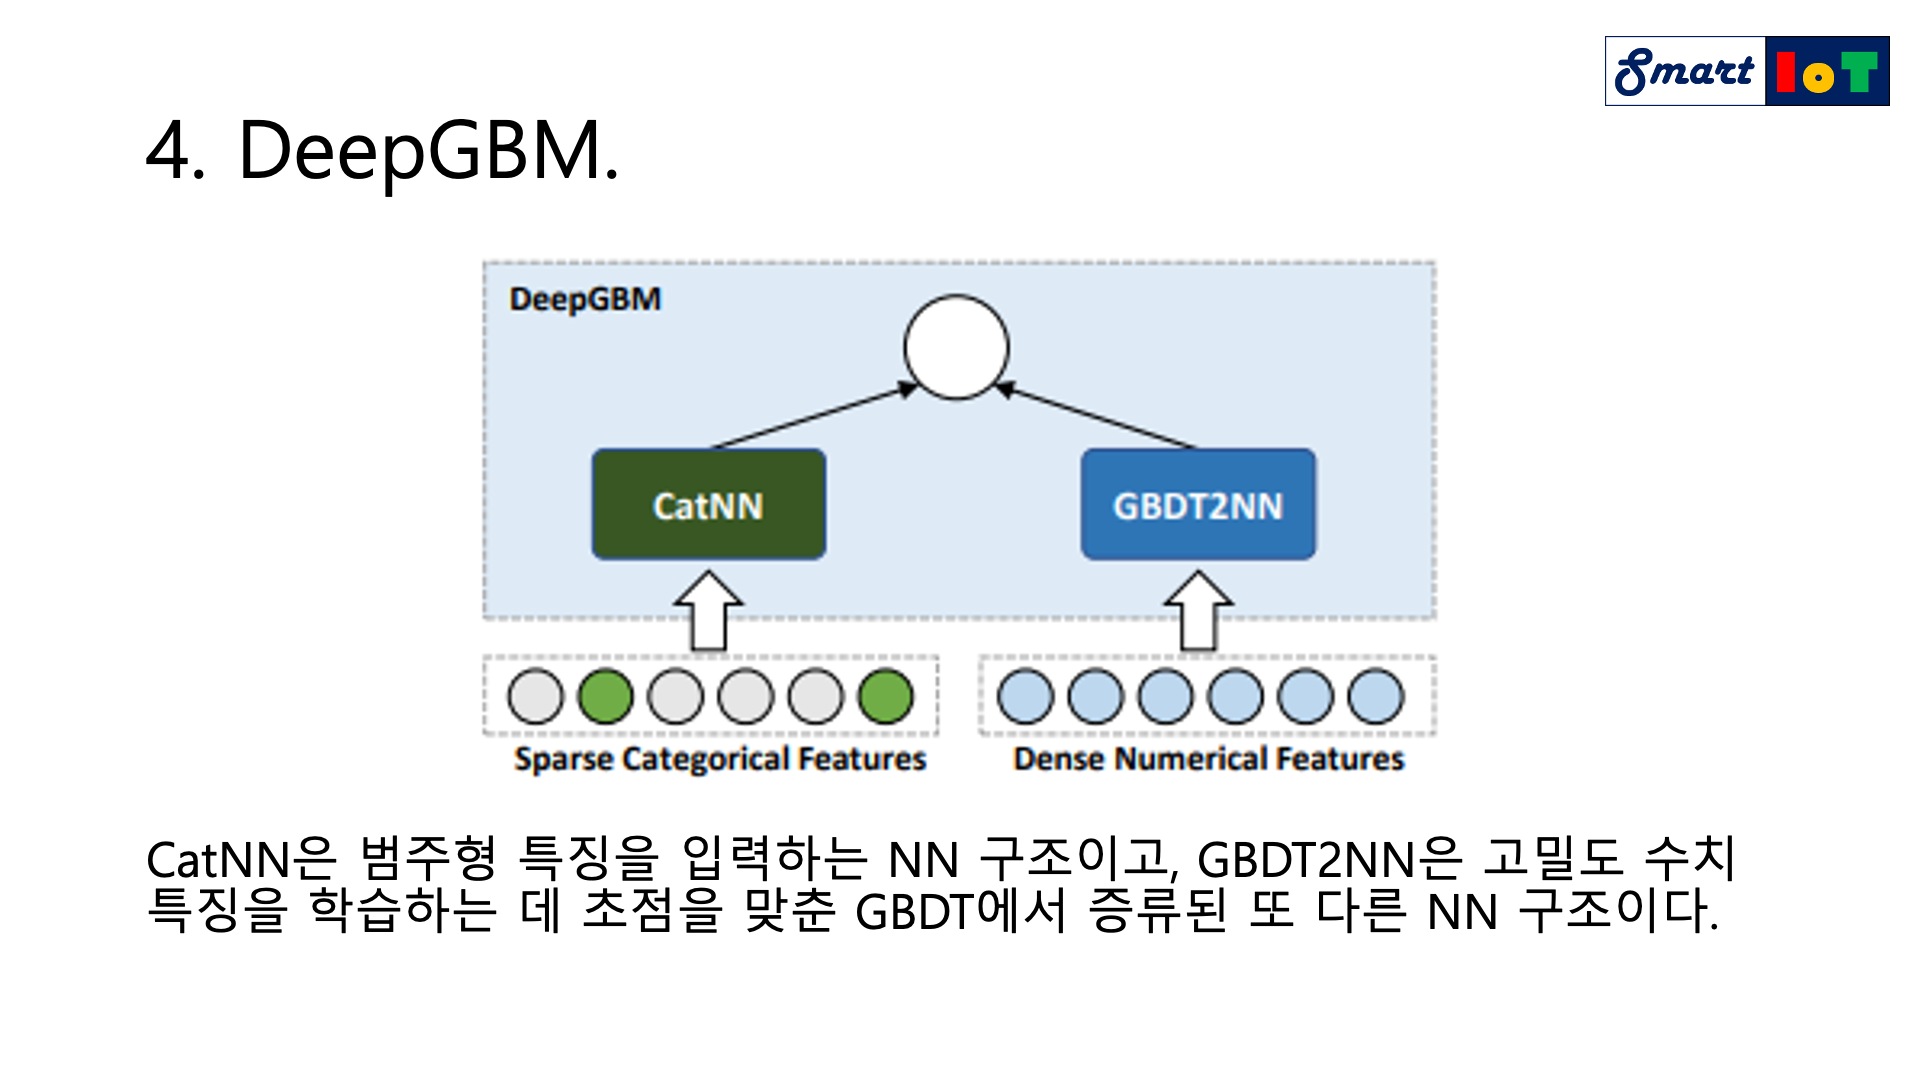 Smart IoT
4. DeepGBM.
DeepGBM
CatNN
GBDT2NN
Sparse Categorical Features
Dense Numerical Features
CatNN은 범주형 특징을 입력하는 NN 구조이고, GBDT2NN은 고밀도 수치
특징을 학습하는 데 초점을 맞춘 GBDT에서 증류된 또 다른 NN 구조이다.